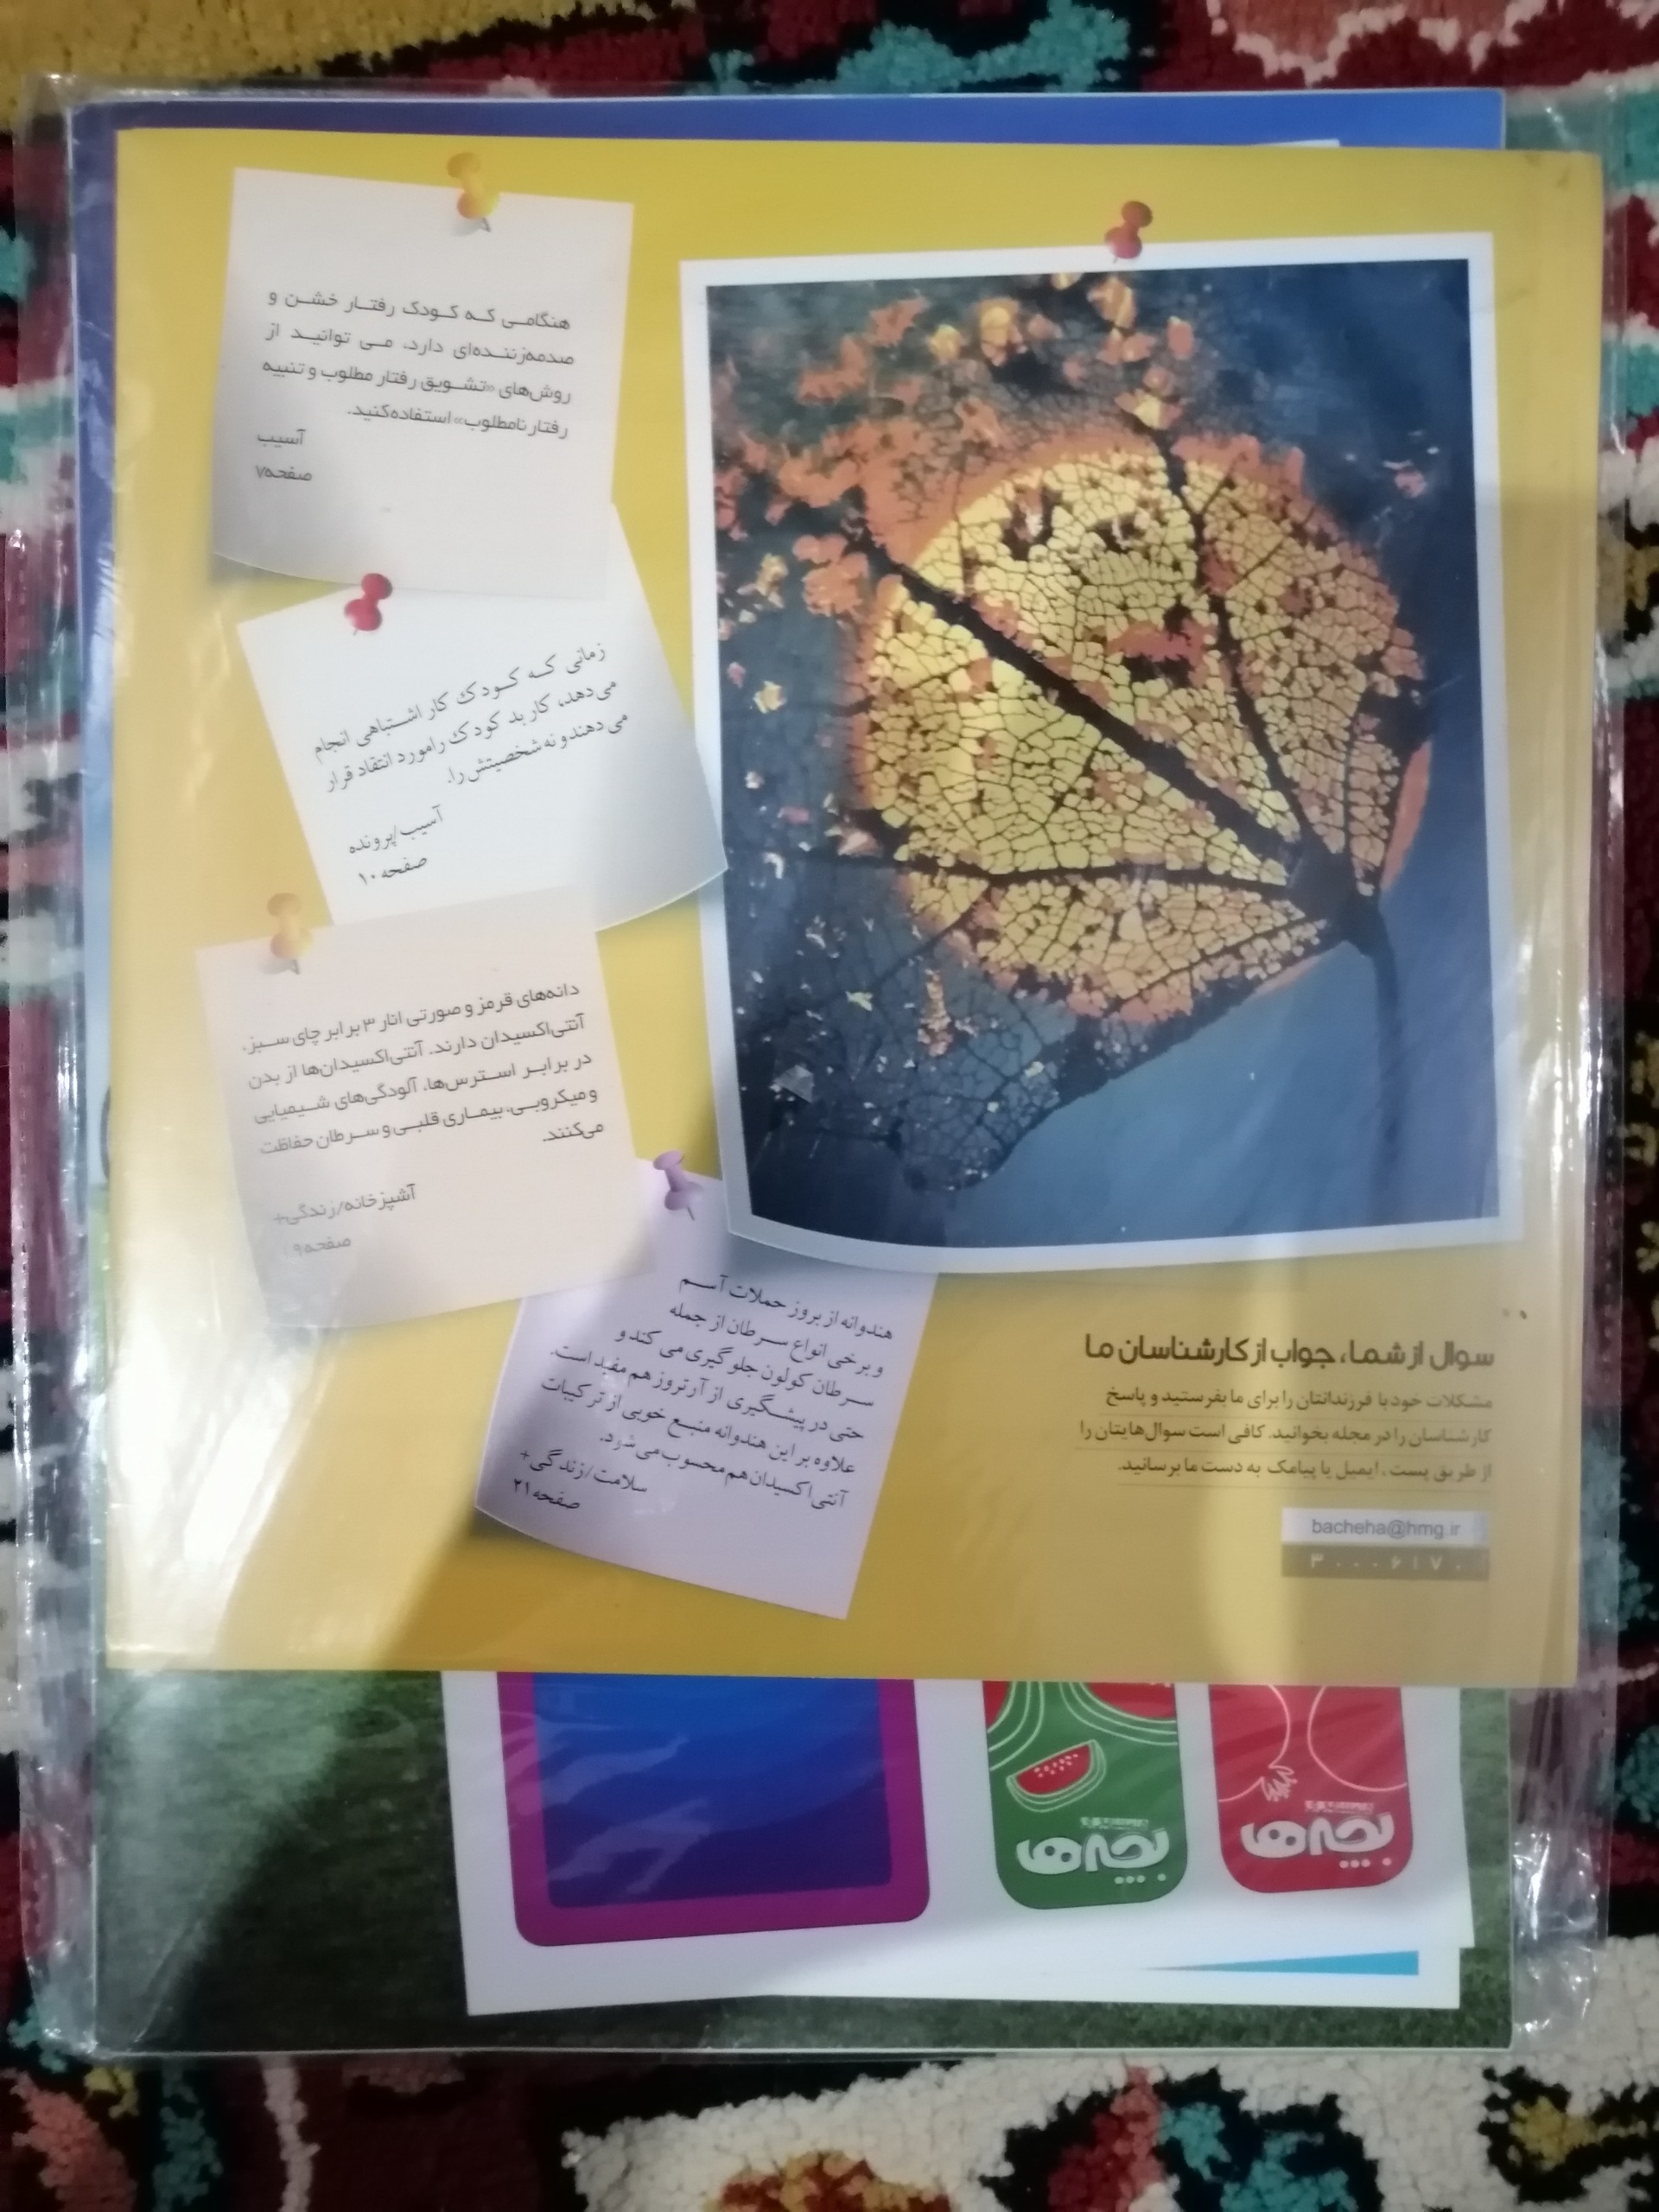 هنگامی که کودک رفتار خشن و
صدمه‌زننده‌ای دارد، می توانید از
روش‌های «تشویق رفتار مطلوب و تنبیه
رفتار نامطلوب» استفاده کنید.
آسیب
صفحه۷
زمانی که کودک کار اشتباهی انجام
می‌دهد، کار بد کودک را مورد انتقاد قرار
می دهند و نه شخصیتش را.
آسیب/پرونده
صفحه ۱۰
دانه‌های قرمز و صورتی انار ۳ برابر چای سبز،
آنتی‌اکسیدان دارند. آنتی‌اکسیدان‌ها از بدن
در برابر استرس‌ها، آلودگی‌های شیمیایی
و میکروبی، بیماری قلبی و سرطان حفاظت
می‌کنند.
آشپزخانه/زندگی+
صفحه۱۹
هندوانه از بروز حملات آسم
و برخی انواع سرطان از جمله
سرطان کولون جلوگیری می کند و
حتی در پیشگیری از آرتروز هم مفید است.
علاوه بر این هندوانه منبع خوبی از ترکیبات
آنتی‌اکسیدان هم محسوب می شود.
سلامت/زندگی+
صفحه۲۱
سوال از شما، جواب از کارشناسان ما
مشکلات خود با فرزندانتان را برای ما بفرستید و پاسخ
کارشناسان را در مجله بخوانید. کافی است سوال‌هایتان را
از طریق پست، ایمیل یا پیامک به دست ما برسانید.
bacheha@hmg.ir
۳۰۰۰۶۱۷۰
بچه‌ها
بچه‌ها